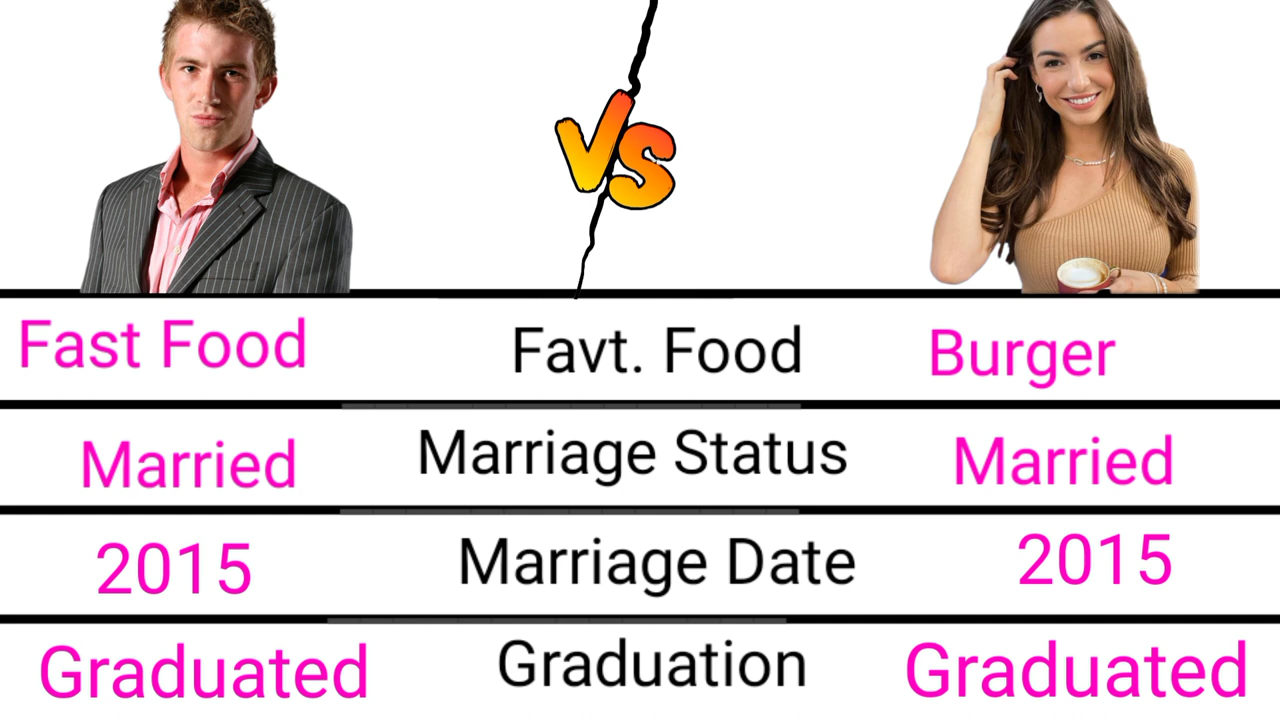 VS
Fast Food Favt. Food Burger
Married Marriage Status Married
2015 Marriage Date 2015
Graduated Graduation Graduated